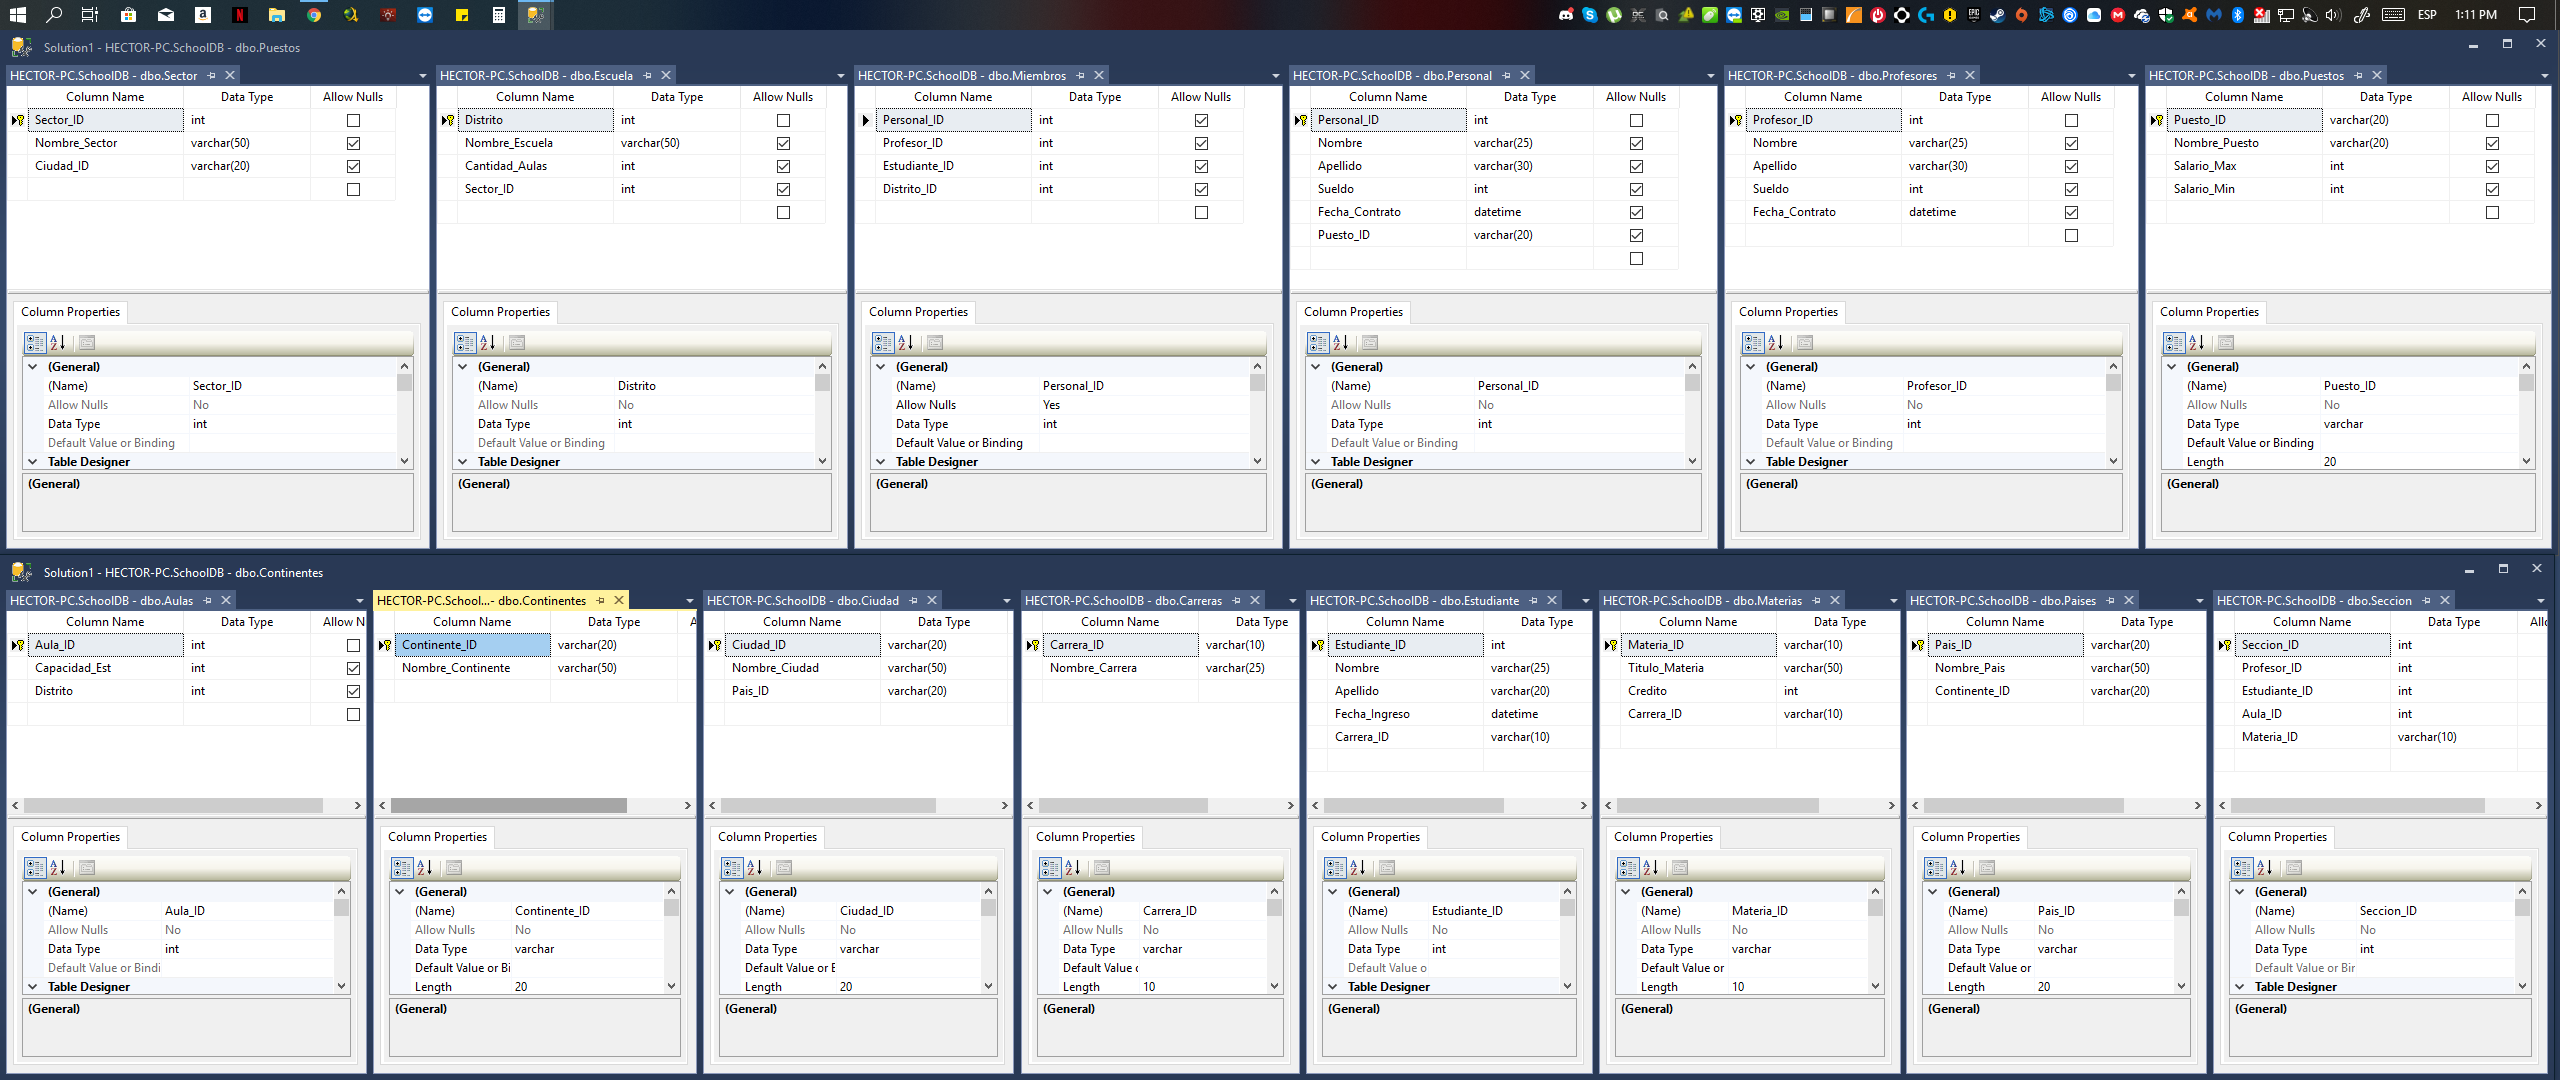 ESP 1:11 PM
Solution1 - HECTOR-PC.SchoolDB - dbo.Puestos
HECTOR-PC.SchoolDB - dbo.Sector
Column Name Data Type Allow Nulls
Sector_ID int
Nombre_Sector varchar(50)
Ciudad_ID varchar(20)
Column Properties
(General)
(Name) Sector_ID
Allow Nulls No
Data Type int
Default Value or Binding
Table Designer
(General)
HECTOR-PC.SchoolDB - dbo.Escuela
Column Name Data Type Allow Nulls
Distrito int
Nombre_Escuela varchar(50)
Cantidad_Aulas int
Sector_ID int
Column Properties
(General)
(Name) Distrito
Allow Nulls No
Data Type int
Default Value or Binding
Table Designer
(General)
HECTOR-PC.SchoolDB - dbo.Miembros
Column Name Data Type Allow Nulls
Personal_ID int
Profesor_ID int
Estudiante_ID int
Distrito_ID int
Column Properties
(General)
(Name) Personal_ID
Allow Nulls Yes
Data Type int
Default Value or Binding
Table Designer
(General)
HECTOR-PC.SchoolDB - dbo.Personal
Column Name Data Type Allow Nulls
Personal_ID int
Nombre varchar(25)
Apellido varchar(30)
Sueldo int
Fecha_Contrato datetime
Puesto_ID varchar(20)
Column Properties
(General)
(Name) Personal_ID
Allow Nulls No
Data Type int
Default Value or Binding
Table Designer
(General)
HECTOR-PC.SchoolDB - dbo.Profesores
Column Name Data Type Allow Nulls
Profesor_ID int
Nombre varchar(25)
Apellido varchar(30)
Sueldo int
Fecha_Contrato datetime
Column Properties
(General)
(Name) Profesor_ID
Allow Nulls No
Data Type int
Default Value or Binding
Table Designer
(General)
HECTOR-PC.SchoolDB - dbo.Puestos
Column Name Data Type Allow Nulls
Puesto_ID varchar(20)
Nombre_Puesto varchar(20)
Salario_Max int
Salario_Min int
Column Properties
(General)
(Name) Puesto_ID
Allow Nulls No
Data Type varchar
Default Value or Binding
Length 20
(General)
Solution1 - HECTOR-PC.SchoolDB - dbo.Continentes
HECTOR-PC.SchoolDB - dbo.Aulas
Column Name Data Type Allow N
Aula_ID int
Capacidad_Est int
Distrito int
Column Properties
(General)
(Name) Aula_ID
Allow Nulls No
Data Type int
Default Value or Bindi
Table Designer
(General)
HECTOR-PC.School...- dbo.Continentes
Column Name Data Type A
Continente_ID varchar(20)
Nombre_Continente varchar(50)
Column Properties
(General)
(Name) Continente_ID
Allow Nulls No
Data Type varchar
Default Value or Bi
Length 20
(General)
HECTOR-PC.SchoolDB - dbo.Ciudad
Column Name Data Type
Ciudad_ID varchar(20)
Nombre_Ciudad varchar(50)
Pais_ID varchar(20)
Column Properties
(General)
(Name) Ciudad_ID
Allow Nulls No
Data Type varchar
Default Value or E
Length 20
(General)
HECTOR-PC.SchoolDB - dbo.Carreras
Column Name Data Type
Carrera_ID varchar(10)
Nombre_Carrera varchar(25)
Column Properties
(General)
(Name) Carrera_ID
Allow Nulls No
Data Type varchar
Default Value
Length 10
(General)
HECTOR-PC.SchoolDB - dbo.Estudiante
Column Name Data Type
Estudiante_ID int
Nombre varchar(25)
Apellido varchar(20)
Fecha_Ingreso datetime
Carrera_ID varchar(10)
Column Properties
(General)
(Name) Estudiante_ID
Allow Nulls No
Data Type int
Default Value o
Table Designer
(General)
HECTOR-PC.SchoolDB - dbo.Materias
Column Name Data Type
Materia_ID varchar(10)
Titulo_Materia varchar(50)
Credito int
Carrera_ID varchar(10)
Column Properties
(General)
(Name) Materia_ID
Allow Nulls No
Data Type varchar
Default Value or
Length 10
(General)
HECTOR-PC.SchoolDB - dbo.Paises
Column Name Data Type
Pais_ID varchar(20)
Nombre_Pais varchar(50)
Continente_ID varchar(20)
Column Properties
(General)
(Name) Pais_ID
Allow Nulls No
Data Type varchar
Default Value or
Length 20
(General)
HECTOR-PC.SchoolDB - dbo.Seccion
Column Name Data Type Allo
Seccion_ID int
Profesor_ID int
Estudiante_ID int
Aula_ID int
Materia_ID varchar(10)
Column Properties
(General)
(Name) Seccion_ID
Allow Nulls No
Data Type int
Default Value or Bir
Table Designer
(General)